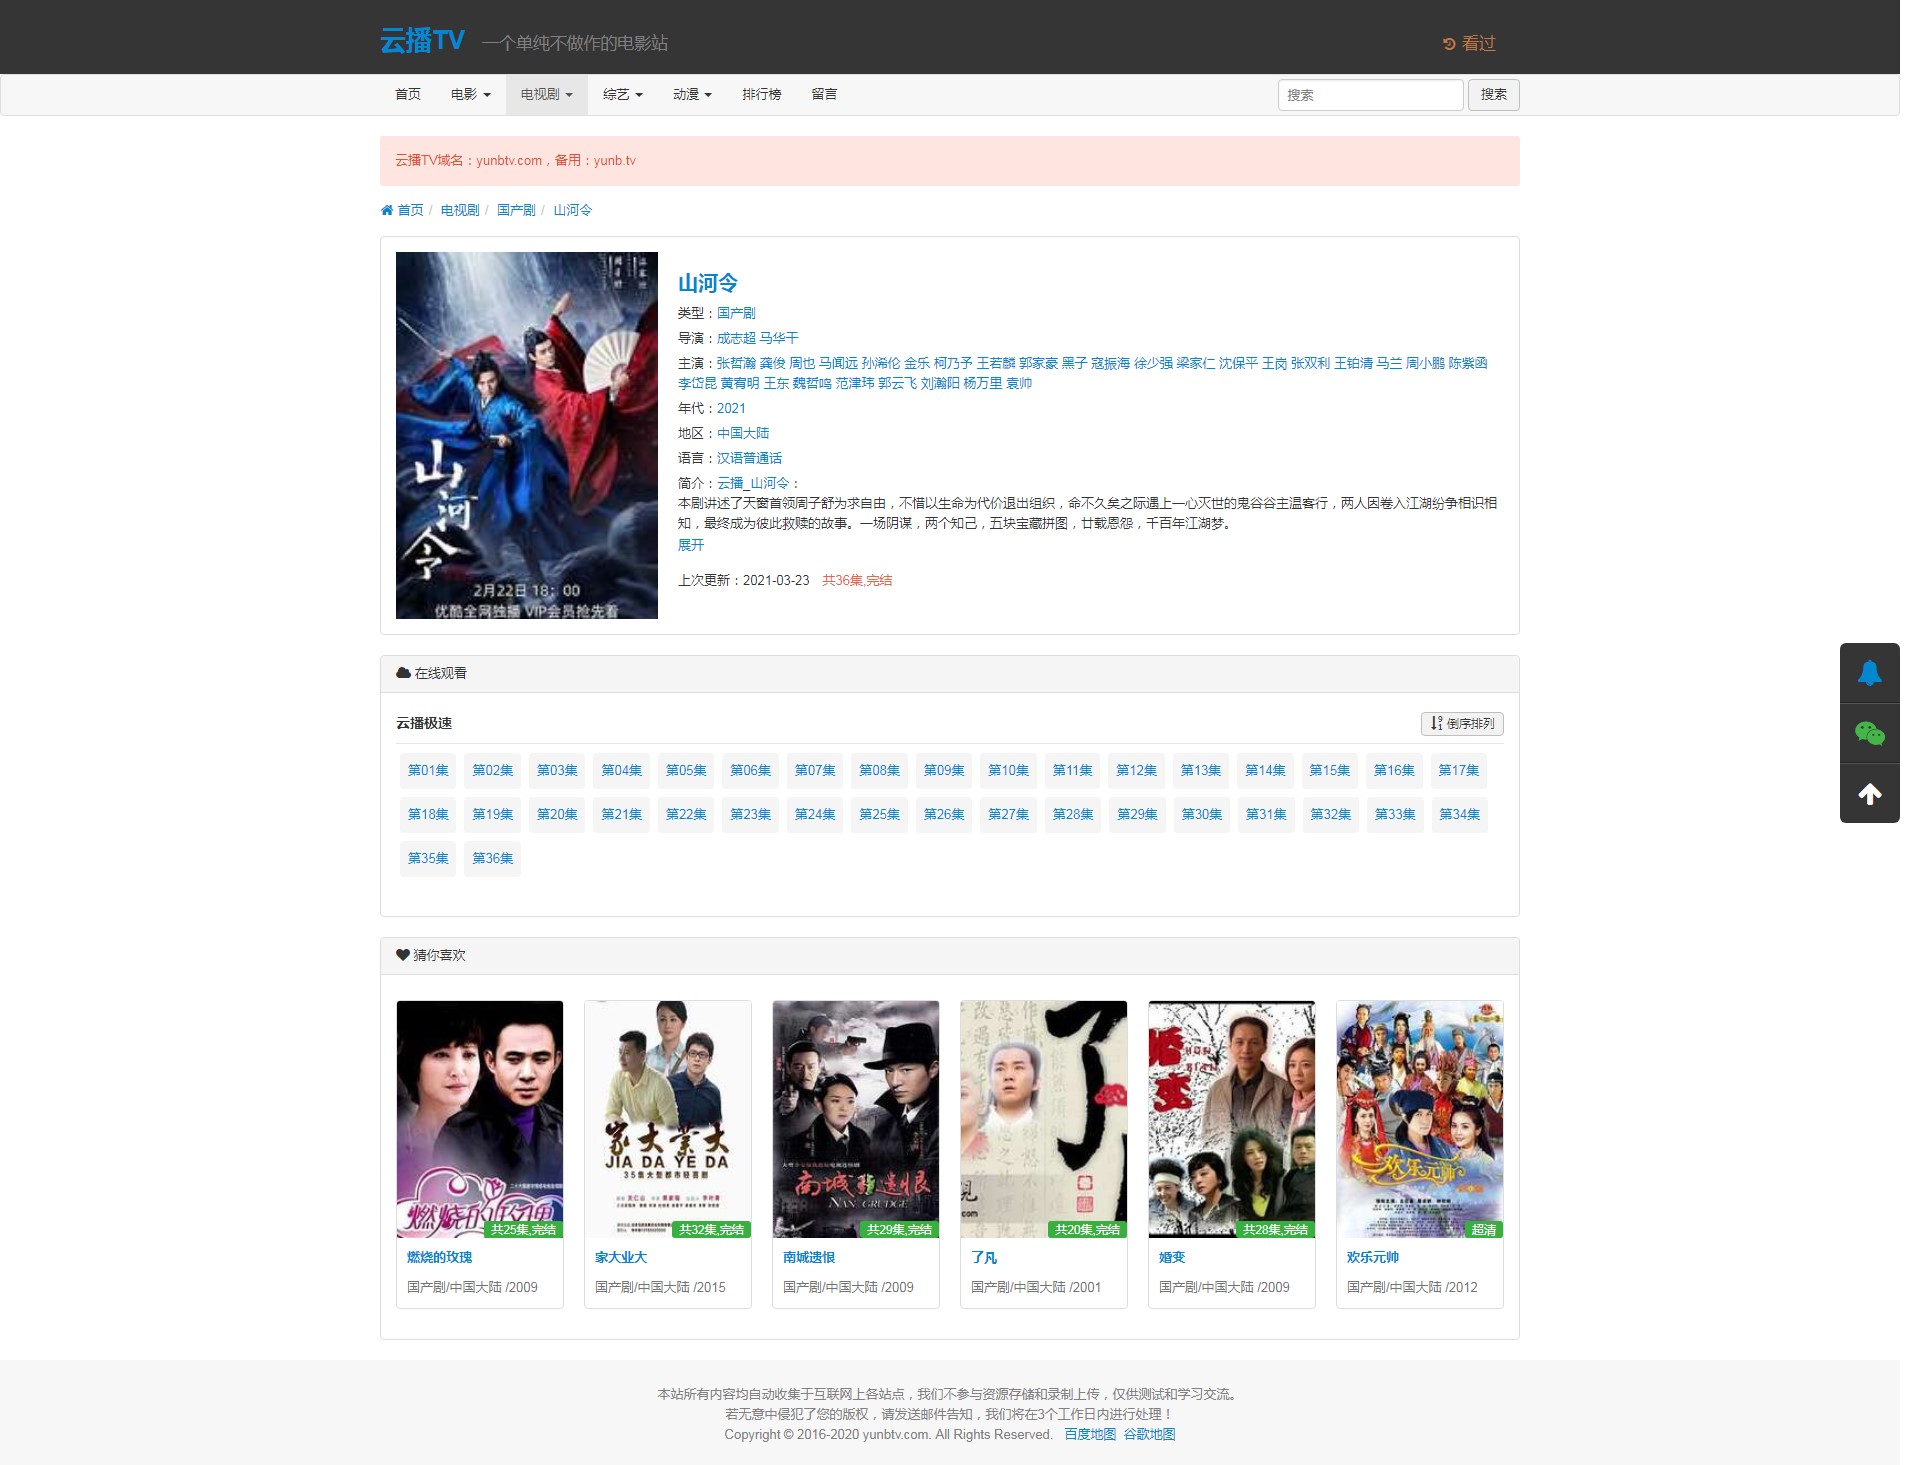 云播TV 一个单纯不做作的电影站
看过
首页 电影 电视剧 综艺 动漫 排行榜 留言
搜索 搜索
云播TV域名：yunbtv.com，备用：yunb.tv
首页 / 电视剧 / 国产剧 / 山河令
山河令
2月22日 18：00
优酷全网独播 VIP会员抢先看
山河令
类型：国产剧
导演：成志超 马华干
主演：张哲瀚 龚俊 周也 马闻远 孙浠伦 金乐 柯乃予 王若麟 郭家豪 黑子 寇振海 徐少强 梁家仁 沈保平 王岗 张双利 王铂清 马兰 周小鹏 陈紫函
李岱昆 黄宥明 王东 魏哲鸣 范津玮 郭云飞 刘瀚阳 杨万里 袁帅
年代：2021
地区：中国大陆
语言：汉语普通话
简介：云播_山河令：
本剧讲述了天窗首领周子舒为求自由，不惜以生命为代价退出组织，命不久矣之际遇上一心灭世的鬼谷谷主温客行，两人因卷入江湖纷争相识相
知，最终成为彼此救赎的故事。一场阴谋，两个知己，五块宝藏拼图，廿载恩怨，千百年江湖梦。
展开
上次更新：2021-03-23 共36集,完结
在线观看
云播极速
倒序排列
第01集 第02集 第03集 第04集 第05集 第06集 第07集 第08集 第09集 第10集 第11集 第12集 第13集 第14集 第15集 第16集 第17集
第18集 第19集 第20集 第21集 第22集 第23集 第24集 第25集 第26集 第27集 第28集 第29集 第30集 第31集 第32集 第33集 第34集
第35集 第36集
猜你喜欢
燃烧的玫瑰
共25集,完结
燃烧的玫瑰
国产剧/中国大陆 /2009
家大业大
JIA DA YE DA
35集大型都市轻喜剧
共32集,完结
家大业大
国产剧/中国大陆 /2015
南城遗恨
NAN GRUDGE
共29集,完结
南城遗恨
国产剧/中国大陆 /2009
了凡
com
共20集,完结
了凡
国产剧/中国大陆 /2001
婚变
HUN BIAN
共28集,完结
婚变
国产剧/中国大陆 /2009
欢乐元帅
超清
欢乐元帅
国产剧/中国大陆 /2012
本站所有内容均自动收集于互联网上各站点，我们不参与资源存储和录制上传，仅供测试和学习交流。
若无意中侵犯了您的版权，请发送邮件告知，我们将在3个工作日内进行处理！
Copyright © 2016-2020 yunbtv.com. All Rights Reserved. 百度地图 谷歌地图